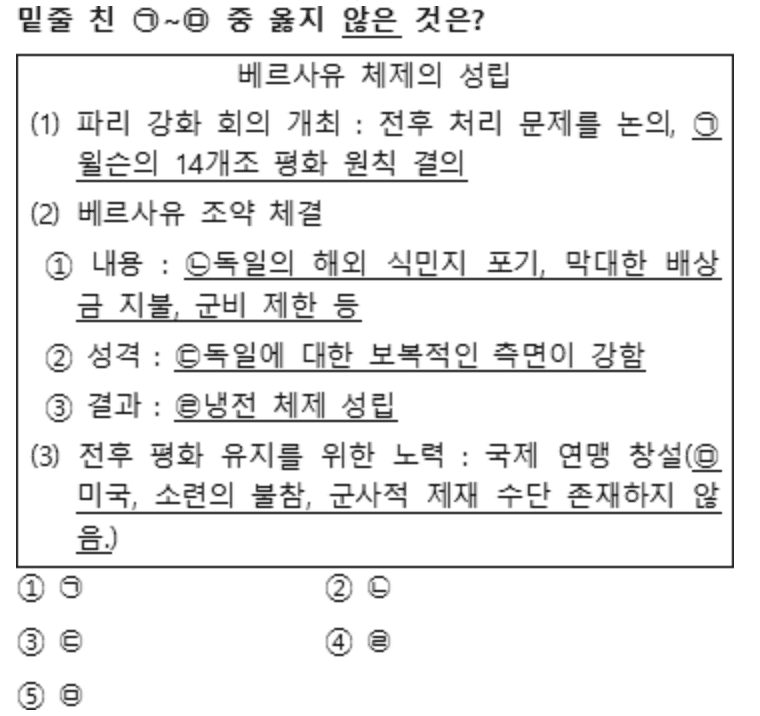 밑줄 친 ㉠~㉤ 중 옳지 않은 것은?
베르사유 체제의 성립
(1) 파리 강화 회의 개최 : 전후 처리 문제를 논의, ㉠
윌슨의 14개조 평화 원칙 결의
(2) 베르사유 조약 체결
① 내용 : ㉡독일의 해외 식민지 포기, 막대한 배상
금 지불, 군비 제한 등
② 성격 : ㉢독일에 대한 보복적인 측면이 강함
③ 결과 : ㉣냉전 체제 성립
(3) 전후 평화 유지를 위한 노력 : 국제 연맹 창설(㉤
미국, 소련의 불참, 군사적 제재 수단 존재하지 않
음.)
① ㉠ ② ㉡
③ ㉢ ④ ㉣
⑤ ㉤